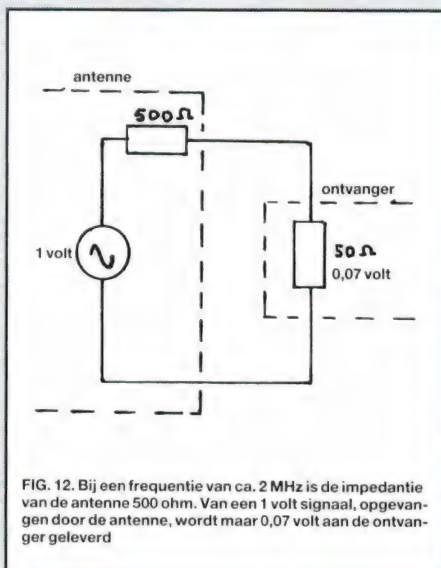 antenne
500 Ω
ontvanger
1 volt
50 Ω
0,07 volt
FIG. 12. Bij een frequentie van ca. 2 MHz is de impedantie
van de antenne 500 ohm. Van een 1 volt signaal, opgevan-
gen door de antenne, wordt maar 0,07 volt aan de ontvan-
ger geleverd